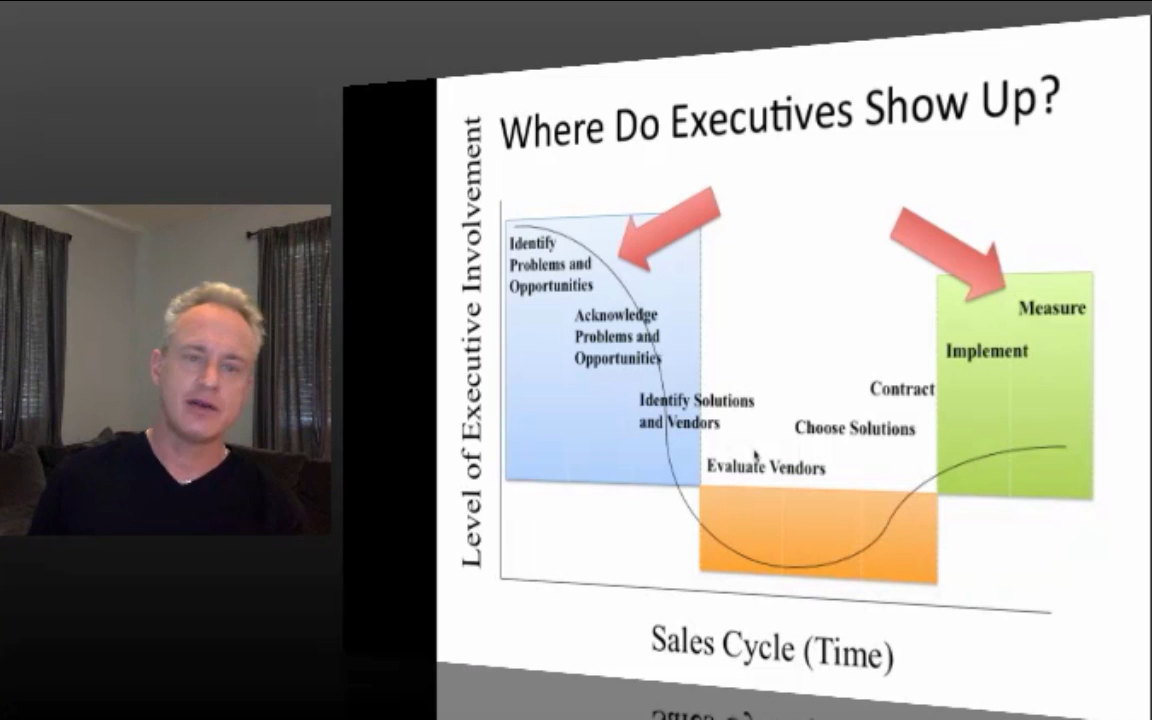 Where Do Executives Show Up?
Level of Executive Involvement
Identify
Problems and
Opportunities
Acknowledge
Problems and
Opportunities
Identify Solutions
and Vendors
Evaluate Vendors
Choose Solutions
Contract
Implement
Measure
Sales Cycle (Time)